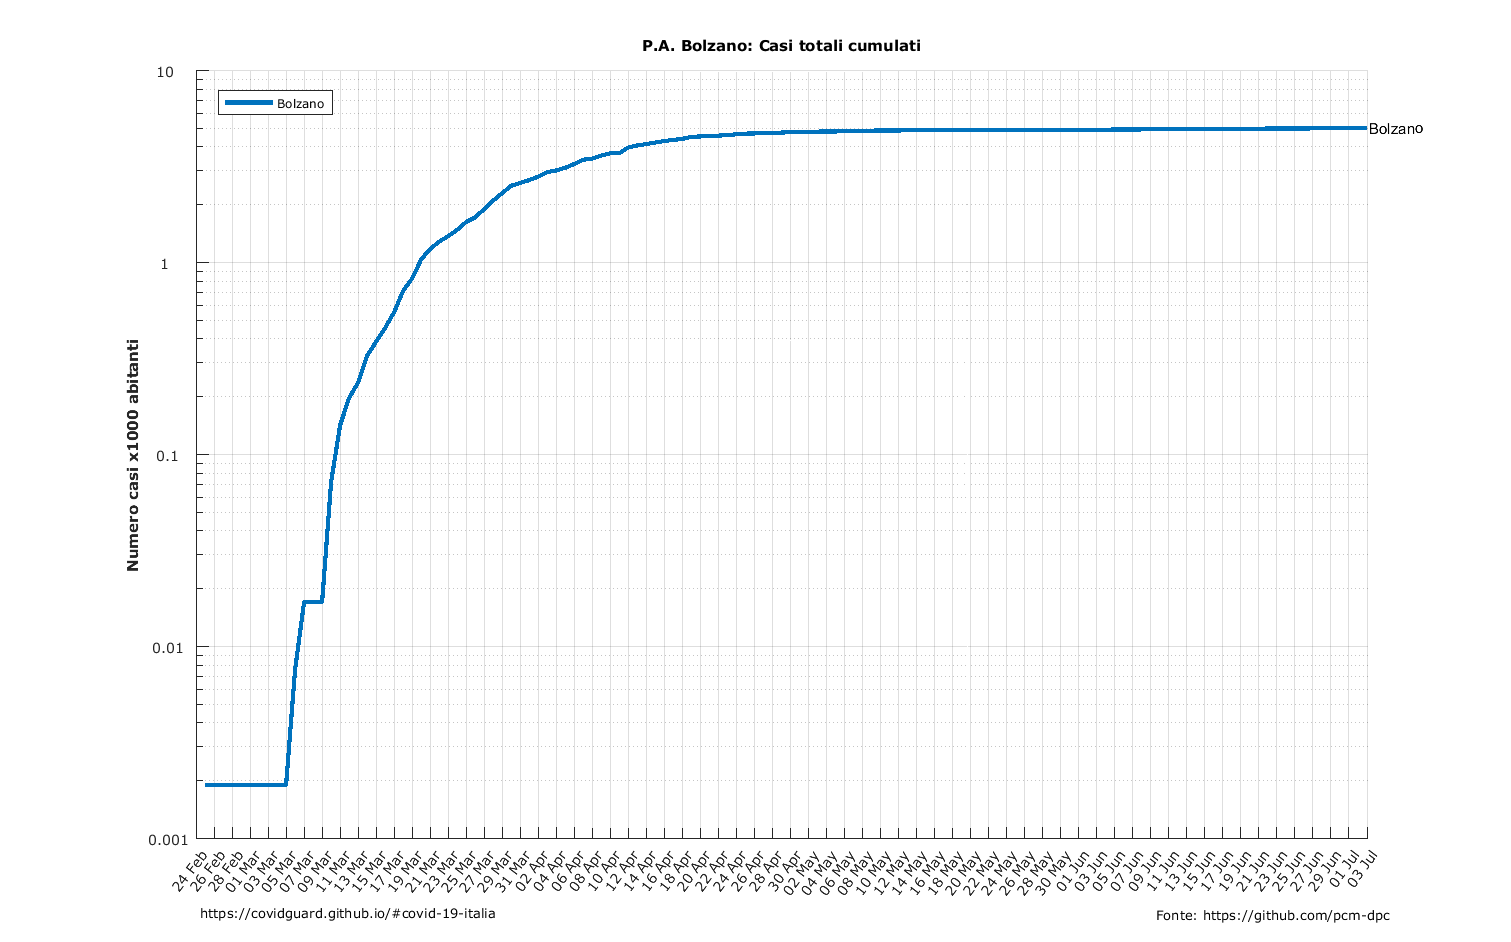 P.A. Bolzano: Casi totali cumulati
10
1
0.1
0.01
0.001
Numero casi x1000 abitanti
Bolzano
Bolzano
24 Feb
26 Feb
28 Feb
01 Mar
03 Mar
05 Mar
07 Mar
09 Mar
11 Mar
13 Mar
15 Mar
17 Mar
19 Mar
21 Mar
23 Mar
25 Mar
27 Mar
29 Mar
31 Mar
02 Apr
04 Apr
06 Apr
08 Apr
10 Apr
12 Apr
14 Apr
16 Apr
18 Apr
20 Apr
22 Apr
24 Apr
26 Apr
28 Apr
30 Apr
02 May
04 May
06 May
08 May
10 May
12 May
14 May
16 May
18 May
20 May
22 May
24 May
26 May
28 May
30 May
01 Jun
03 Jun
05 Jun
07 Jun
09 Jun
11 Jun
13 Jun
15 Jun
17 Jun
19 Jun
21 Jun
23 Jun
25 Jun
27 Jun
29 Jun
01 Jul
03 Jul
https://covidguard.github.io/#covid-19-italia
Fonte: https://github.com/pcm-dpc